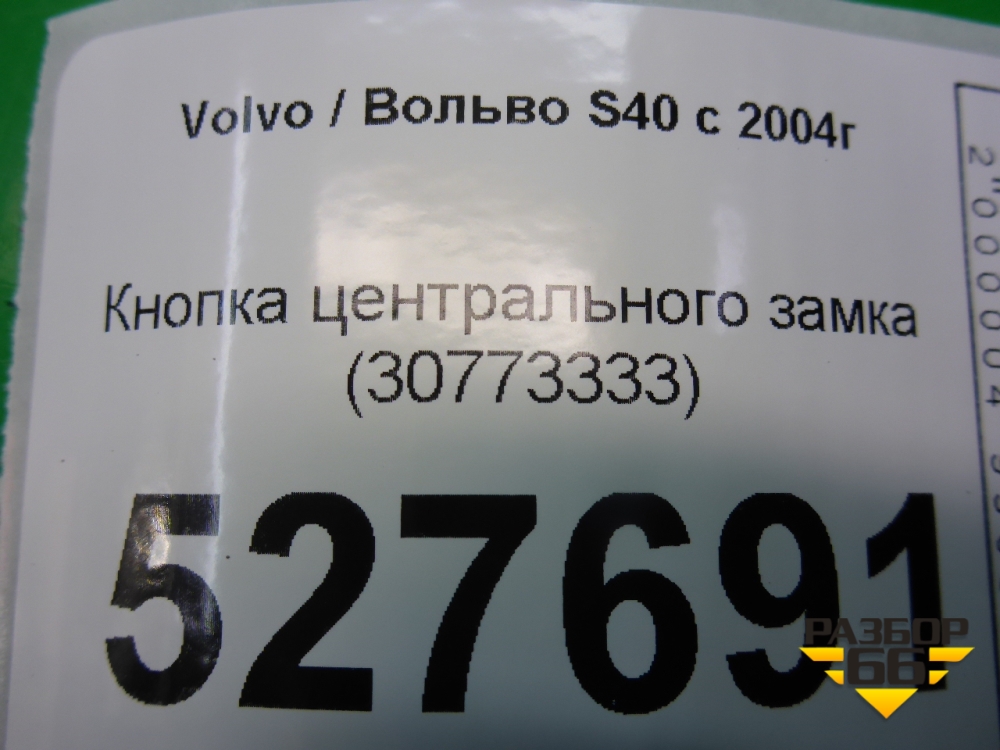 Volvo / Вольво S40 с 2004г
Кнопка центрального замка
(30773333)
527691
РАЗБОР
66